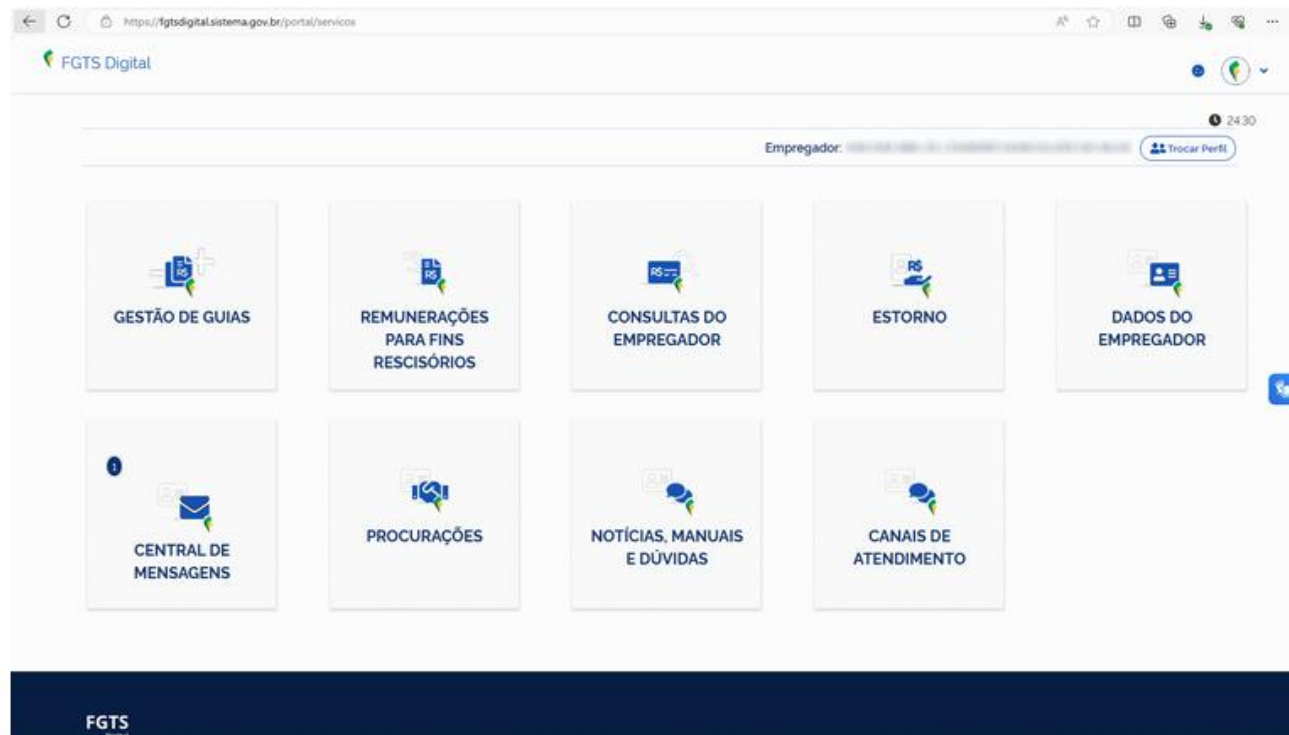 https://fgtsdigital.sistema.gov.br/portal/servicos
FGTS Digital
24:30
Empregador:
Trocar Perfil
GESTÃO DE GUIAS
REMUNERAÇÕES
PARA FINS
RESCISÓRIOS
CONSULTAS DO
EMPREGADOR
ESTORNO
DADOS DO
EMPREGADOR
1
CENTRAL DE
MENSAGENS
PROCURAÇÕES
NOTÍCIAS, MANUAIS
E DÚVIDAS
CANAIS DE
ATENDIMENTO
FGTS